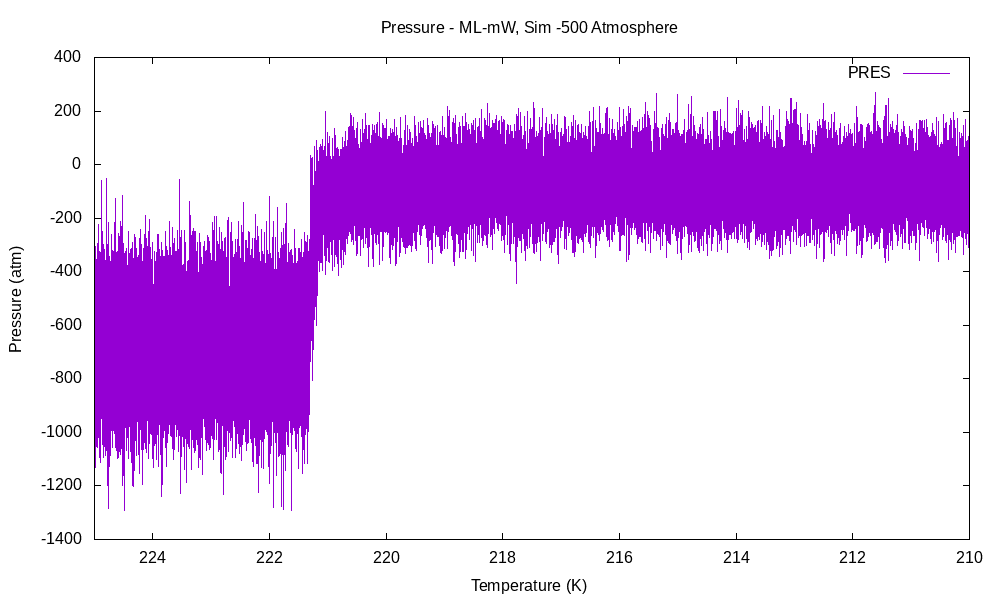 Pressure - ML-mW, Sim -500 Atmosphere
PRES
400
200
0
-200
-400
-600
-800
-1000
-1200
-1400
Pressure (atm)
224 222 220 218 216 214 212 210
Temperature (K)